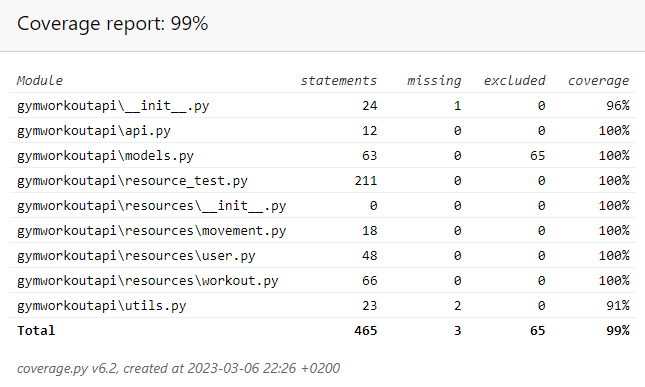 Coverage report: 99%
Module statements missing excluded coverage
gymworkoutapi\__init__.py 24 1 0 96%
gymworkoutapi\api.py 12 0 0 100%
gymworkoutapi\models.py 63 0 65 100%
gymworkoutapi\resource_test.py 211 0 0 100%
gymworkoutapi\resources\__init__.py 0 0 0 100%
gymworkoutapi\resources\movement.py 18 0 0 100%
gymworkoutapi\resources\user.py 48 0 0 100%
gymworkoutapi\resources\workout.py 66 0 0 100%
gymworkoutapi\utils.py 23 2 0 91%
Total 465 3 65 99%
coverage.py v6.2, created at 2023-03-06 22:26 +0200